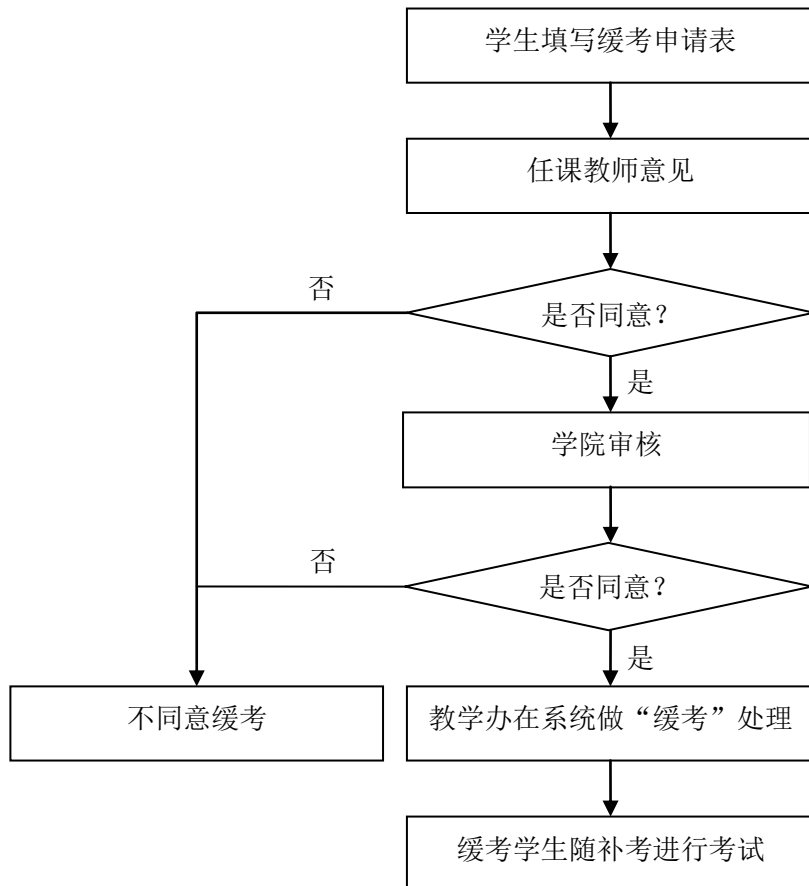 学生填写缓考申请表
任课教师意见
否
是否同意？
是
学院审核
否
是否同意？
是
不同意缓考
教学办在系统做“缓考”处理
缓考学生随补考进行考试